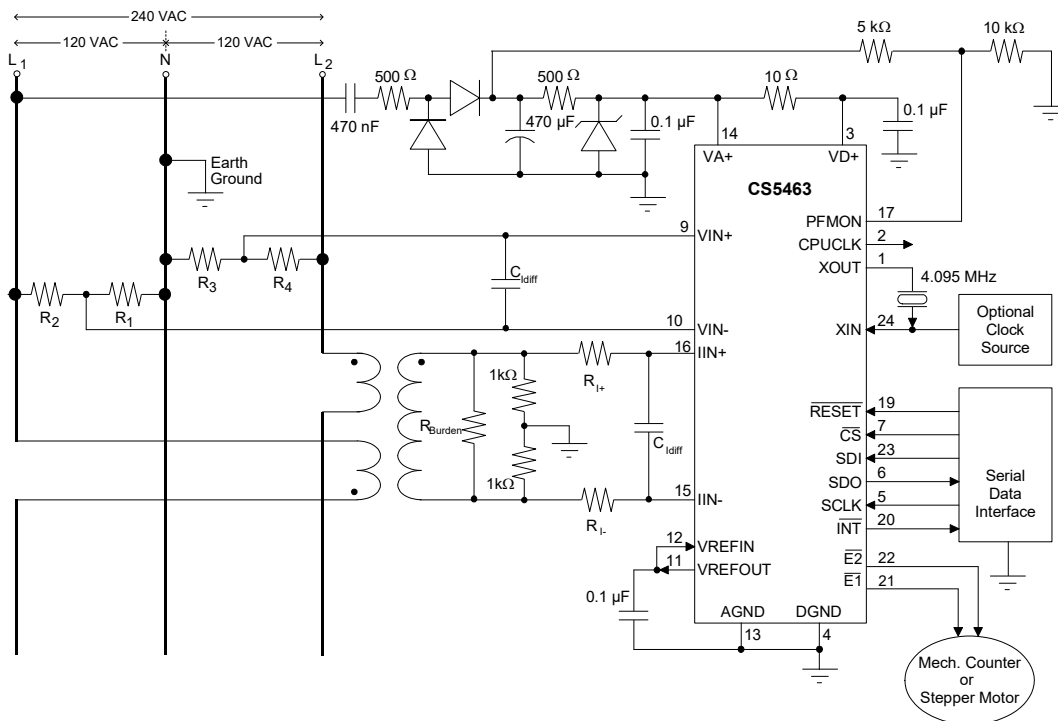 240 VAC
120 VAC
120 VAC
L1
N
L2
5 kΩ
10 kΩ
500 Ω
500 Ω
10 Ω
470 nF
470 µF
0.1 µF
0.1 µF
Earth
Ground
14
3
VA+
VD+
CS5463
PFMON
17
CPUCLK
2
XOUT
1
4.095 MHz
XIN
24
Optional
Clock
Source
9
VIN+
R3
R4
CIdiff
R2
R1
10
VIN-
16
IIN+
1kΩ
RI+
RBurden
CIdiff
1kΩ
15
IIN-
RI-
RESET
19
CS
7
SDI
23
SDO
6
SCLK
5
INT
20
Serial
Data
Interface
12
VREFIN
11
VREFOUT
E2
22
E1
21
0.1 µF
AGND
DGND
13
4
Mech. Counter
or
Stepper Motor